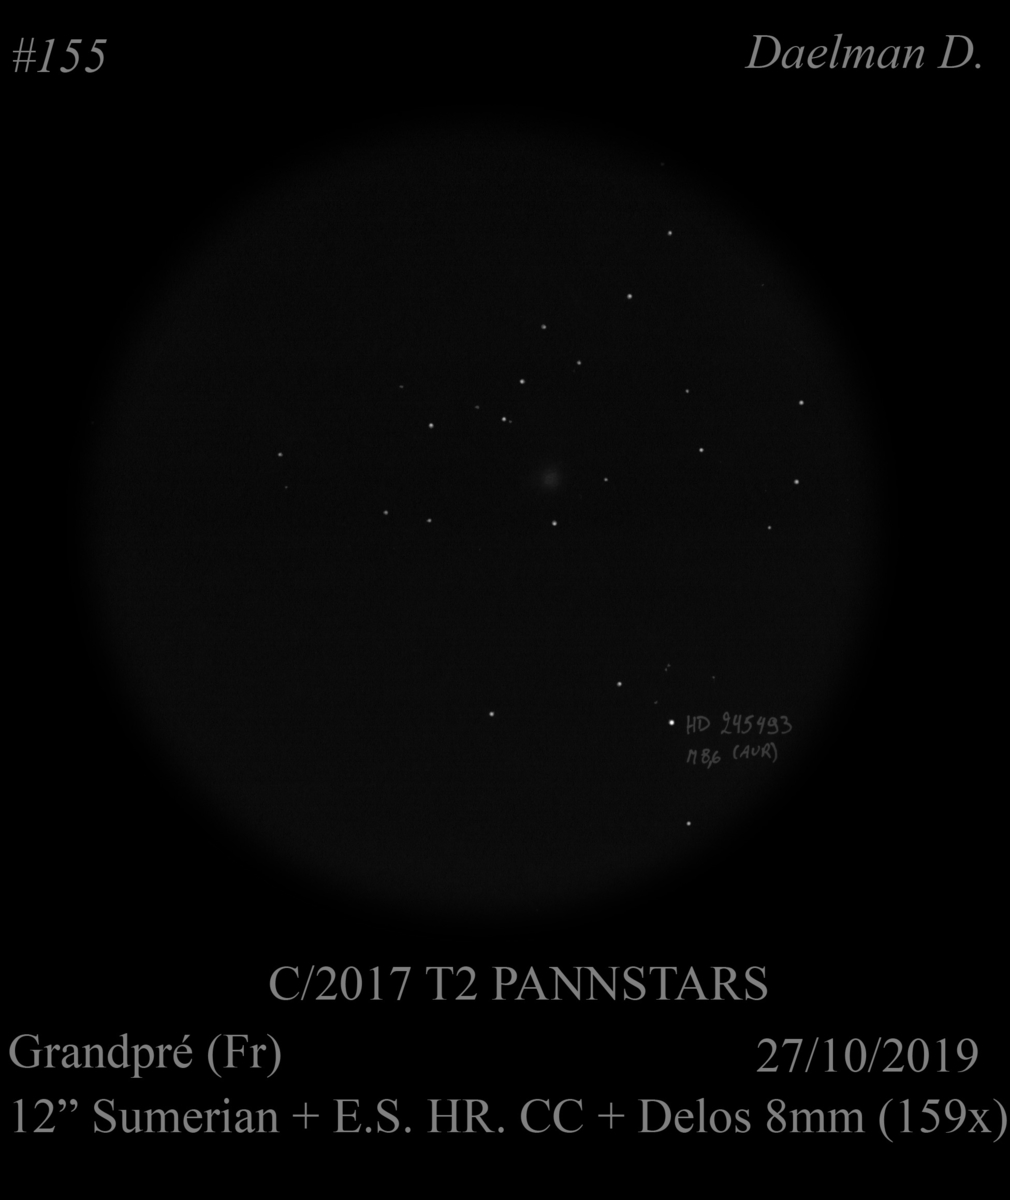 #155
Daelman D.
HD 245493
M 8,6 (AUR)
C/2017 T2 PANNSTARS
Grandpré (Fr)
27/10/2019
12” Sumerian + E.S. HR. CC + Delos 8mm (159x)